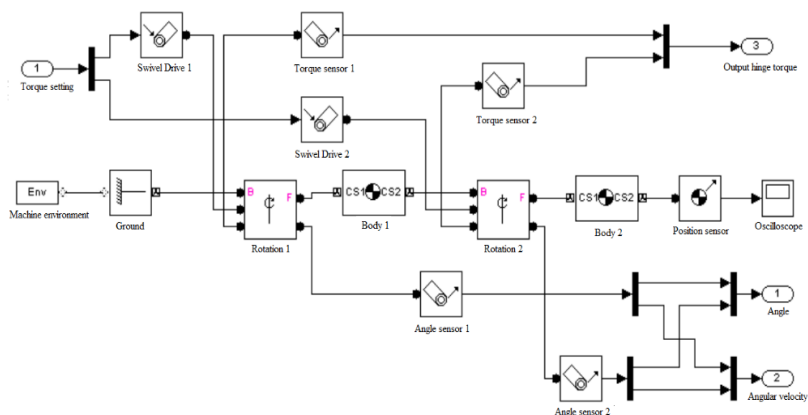 Swivel Drive 1
Torque sensor 1
3
Output hinge torque
1
Torque setting
Torque sensor 2
Swivel Drive 2
Env
Machine environment
Ground
B
F
Rotation 1
CS1 CS2
Body 1
B
F
Rotation 2
CS1 CS2
Body 2
Position sensor
Oscilloscope
Angle sensor 1
1
Angle
Angle sensor 2
2
Angular velocity